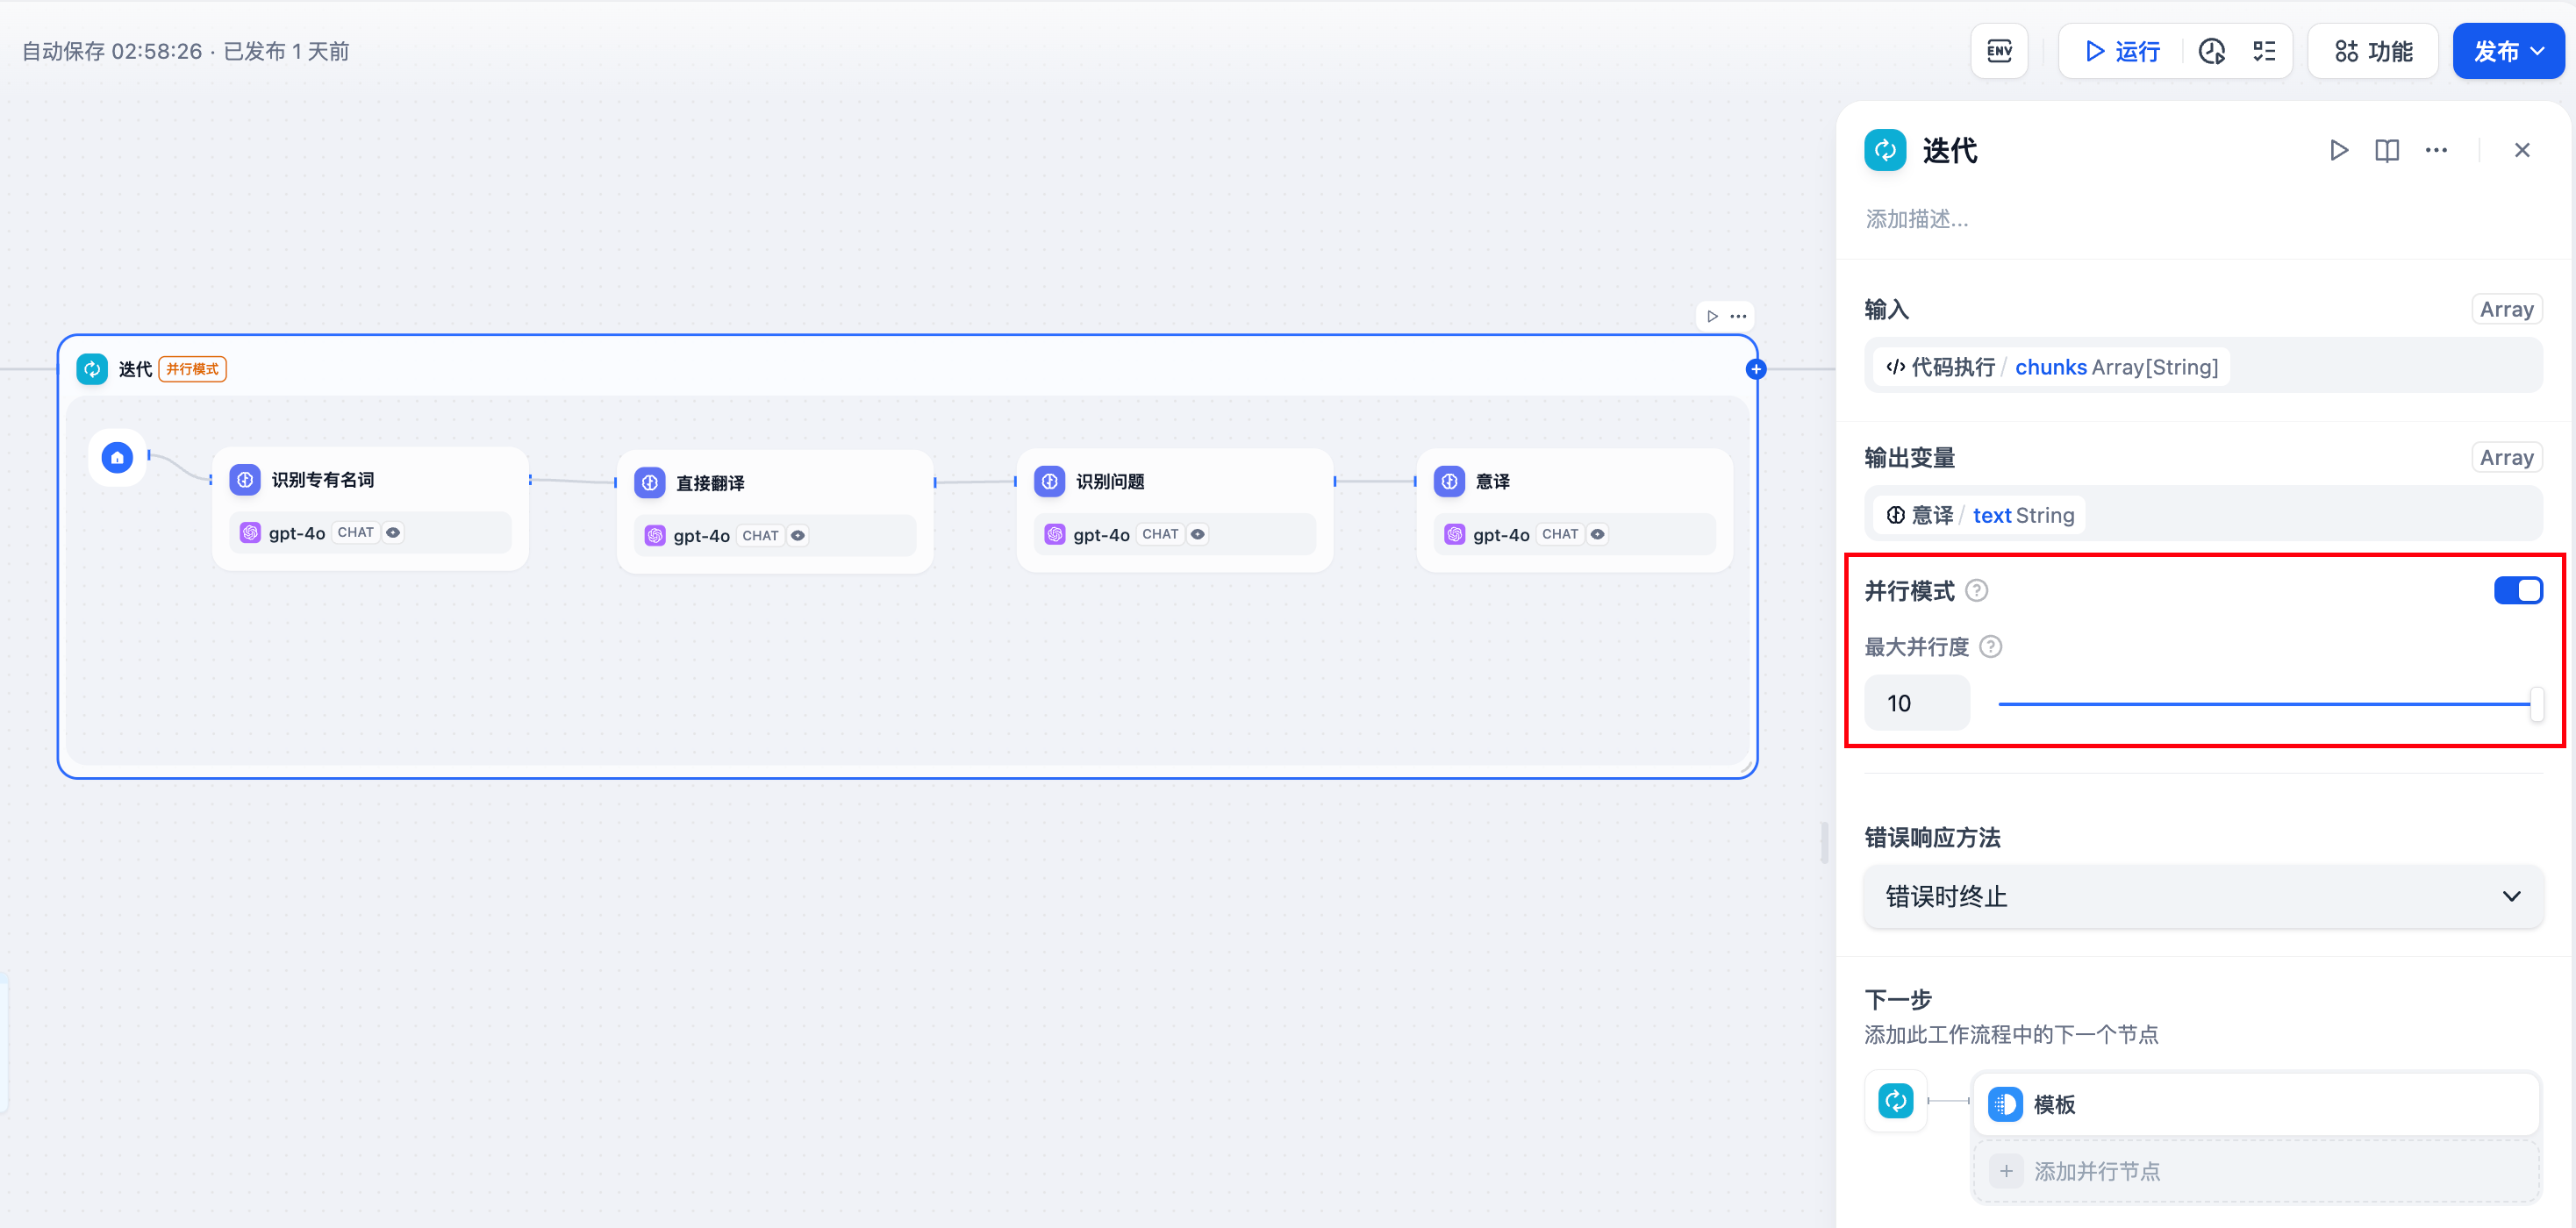 自动保存 02:58:26 · 已发布 1 天前
ENV
运行
功能
发布
迭代 并行模式
识别专有名词
gpt-4o CHAT
直接翻译
gpt-4o CHAT
识别问题
gpt-4o CHAT
意译
gpt-4o CHAT
迭代
添加描述...
输入 Array
代码执行 / chunks Array[String]
输出变量 Array
意译 / text String
并行模式 ?
最大并行度 ?
10
错误响应方法
错误时终止
下一步
添加此工作流程中的下一个节点
模板
添加并行节点